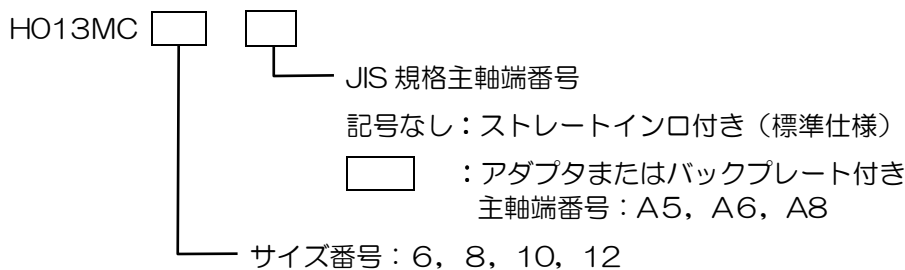 HO13MC
JIS 規格主軸端番号
記号なし：ストレートインロ付き（標準仕様）
：アダプタまたはバックプレート付き
主軸端番号：A5，A6，A8
サイズ番号：6，8，10，12